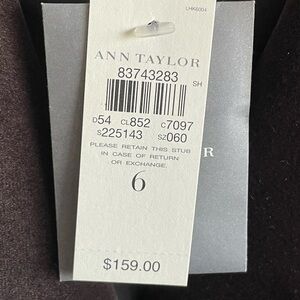 LHK6004
ANN TAYLOR
83743283
SH
D54 CL852 C7097
S225143 SZ060
PLEASE RETAIN THIS STUB
IN CASE OF RETURN
OR EXCHANGE.
R
6
$159.00